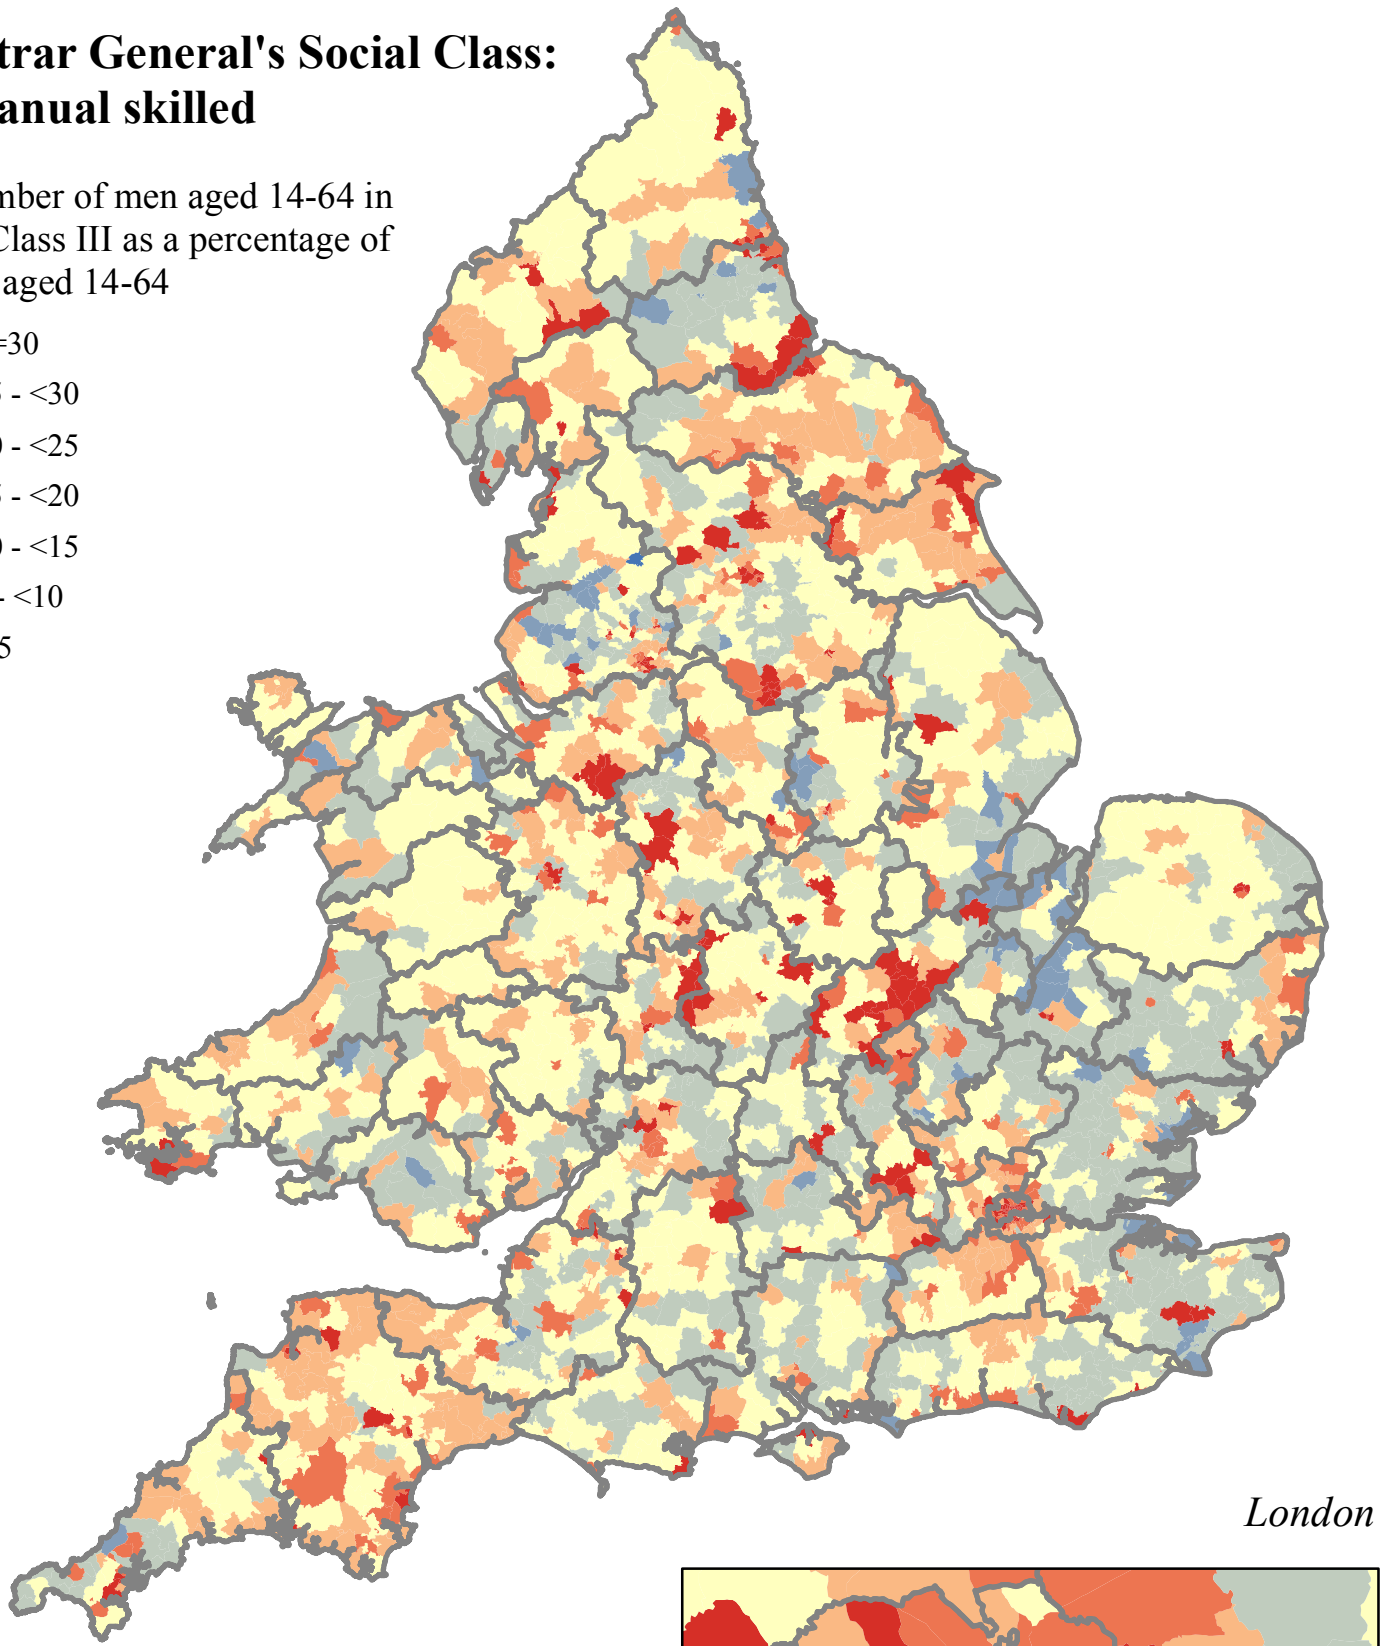 trar General's Social Class:
anual skilled
mber of men aged 14-64 in
Class III as a percentage of
aged 14-64
=30
- <30
- <25
- <20
- <15
- <10
5
London